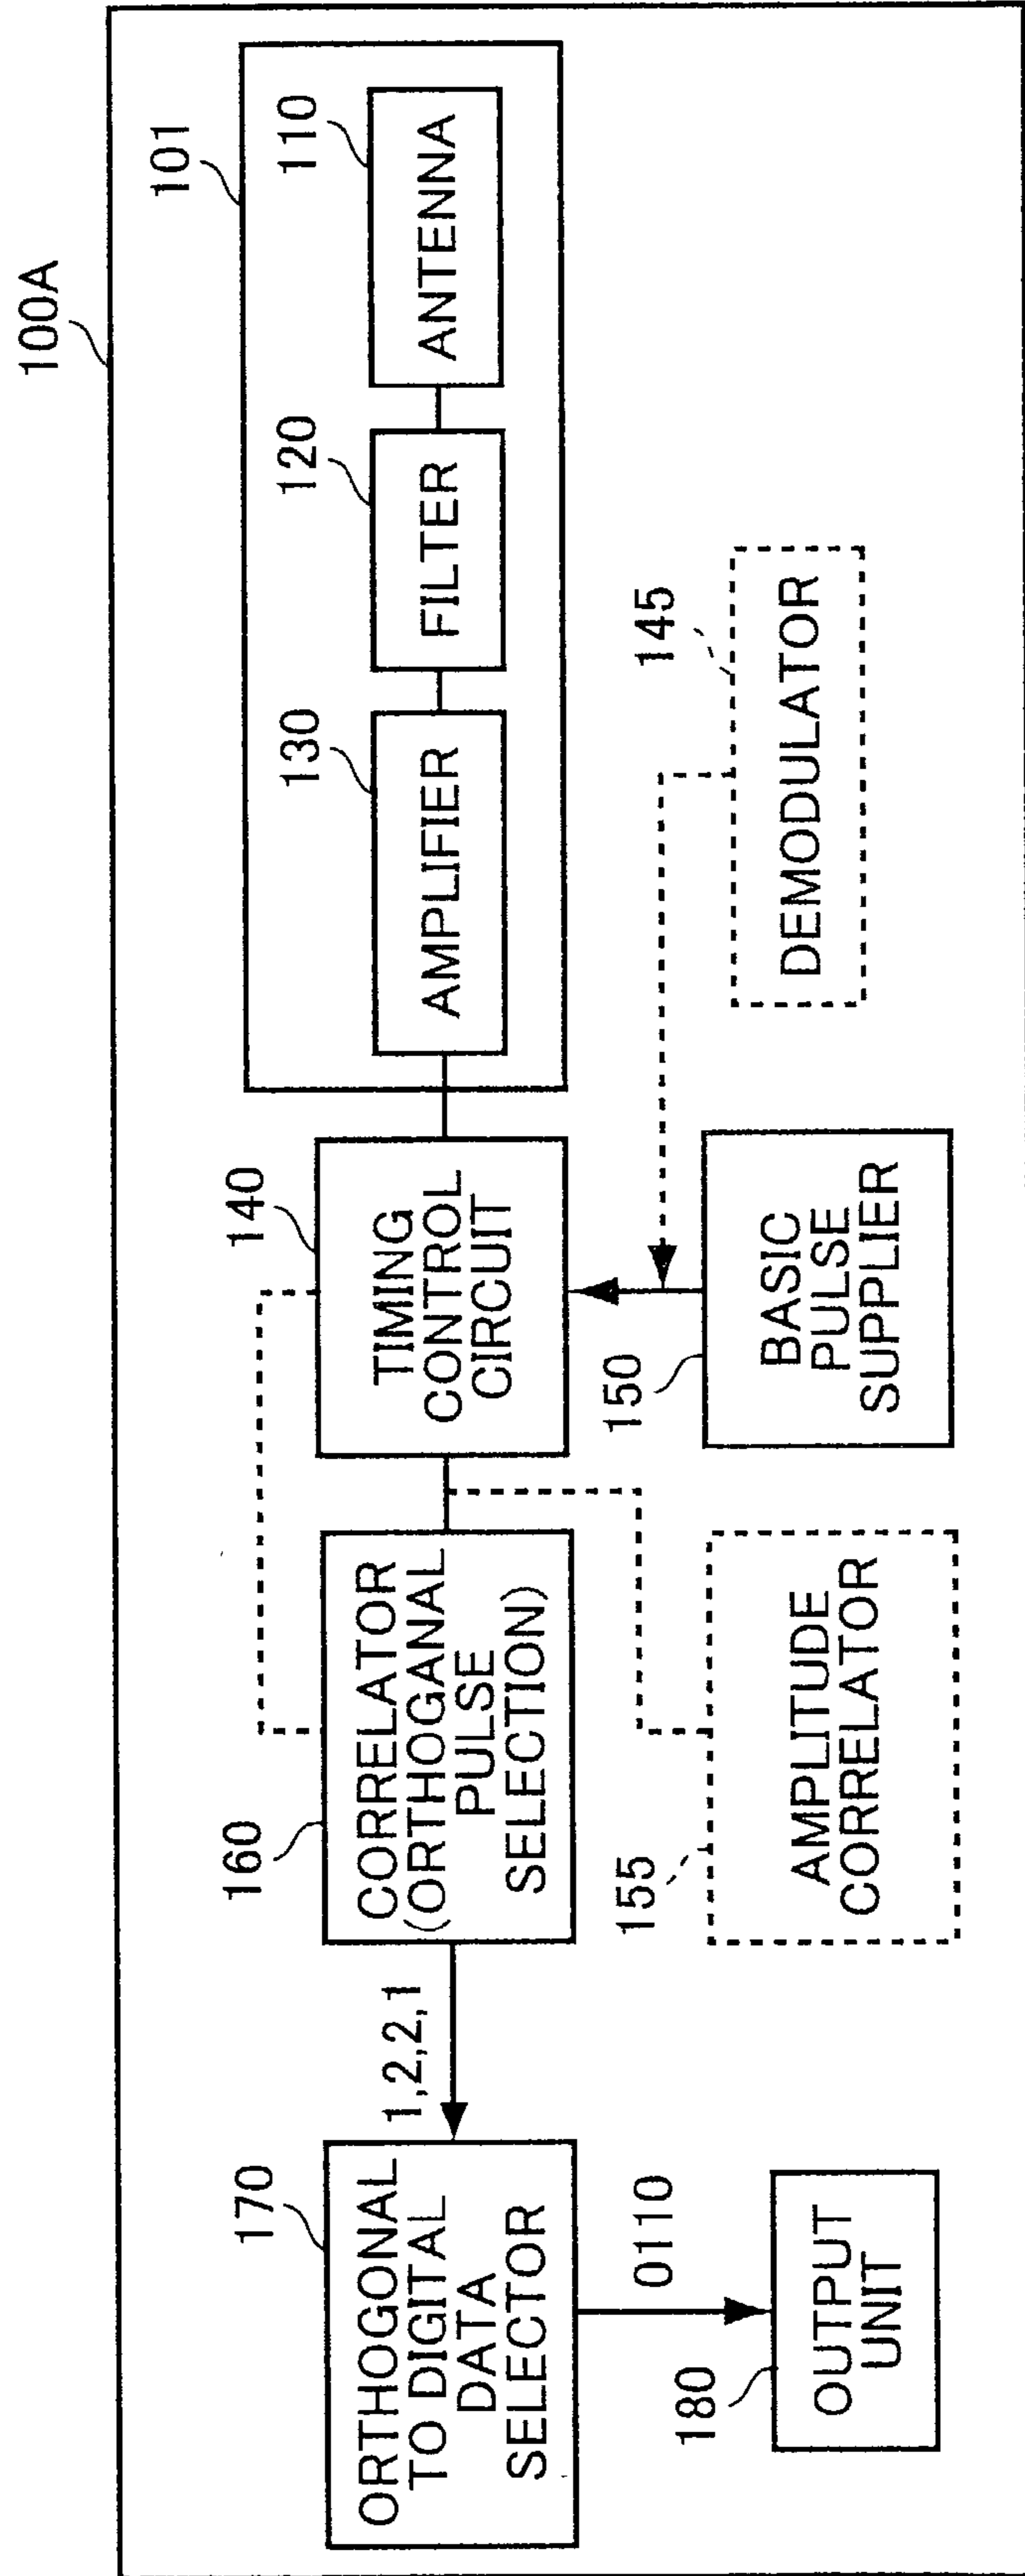 100A
101
110
ANTENNA
120
FILTER
130
AMPLIFIER
140
TIMING
CONTROL
CIRCUIT
145
DEMODULATOR
150
BASIC
PULSE
SUPPLIER
160
CORRELATOR
(ORTHOGANAL
PULSE
SELECTION)
155
AMPLITUDE
CORRELATOR
1,2,2,1
170
ORTHOGONAL
TO DIGITAL
DATA
SELECTOR
0110
180
OUTPUT
UNIT